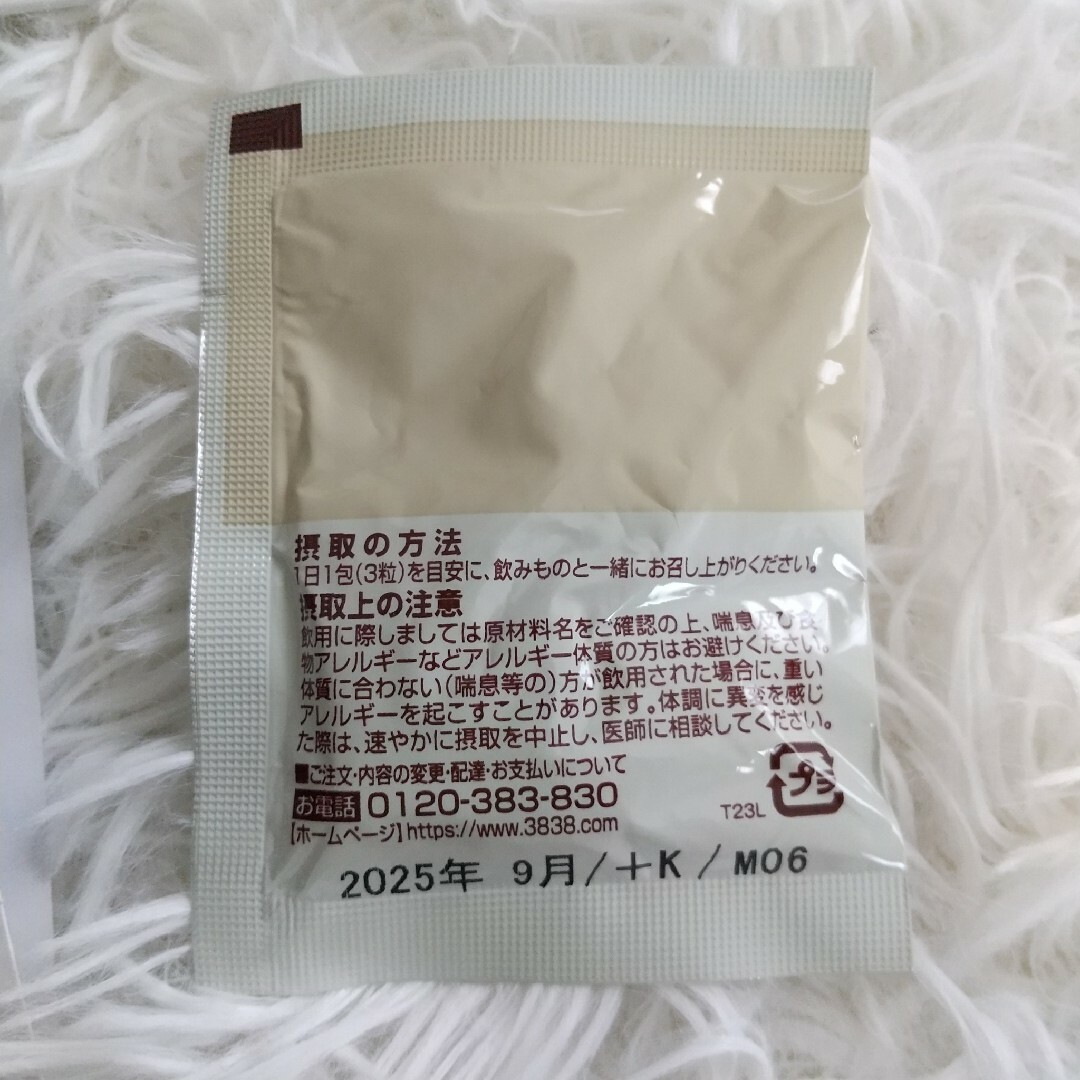 摂取の方法
1日1包(3粒)を目安に、飲みものと一緒にお召し上がりください。
摂取上の注意
飲用に際しましては原材料名をご確認の上、喘息及び食
物アレルギーなどアレルギー体質の方はお避けください。
体質に合わない(喘息等の)方が飲用された場合に、重い
アレルギーを起こすことがあります。体調に異変を感じ
た際は、速やかに摂取を中止し、医師に相談してください。
■ご注文・内容の変更・配達・お支払いについて
お電話 0120-383-830
【ホームページ】https://www.3838.com
プラ
T23L
2025年 9月/+K/M06